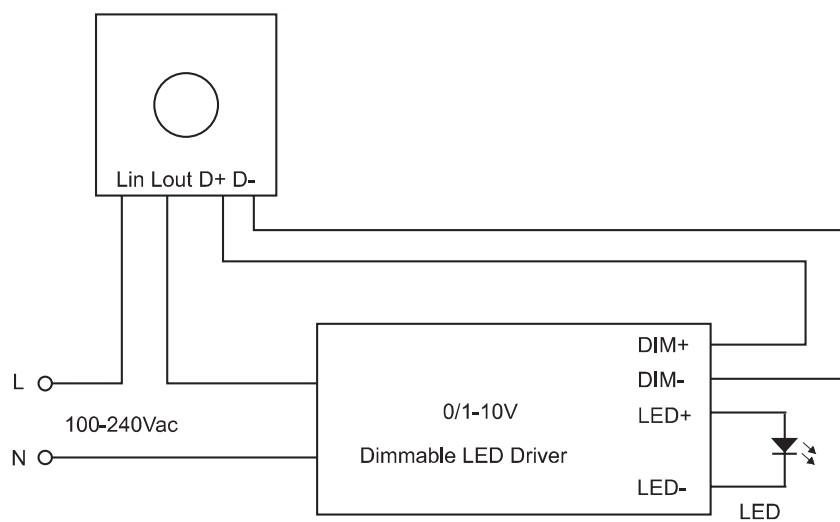 Lin Lout D+ D-
DIM+
L
DIM-
100-240Vac
0/1-10V
LED+
N
Dimmable LED Driver
LED-
LED